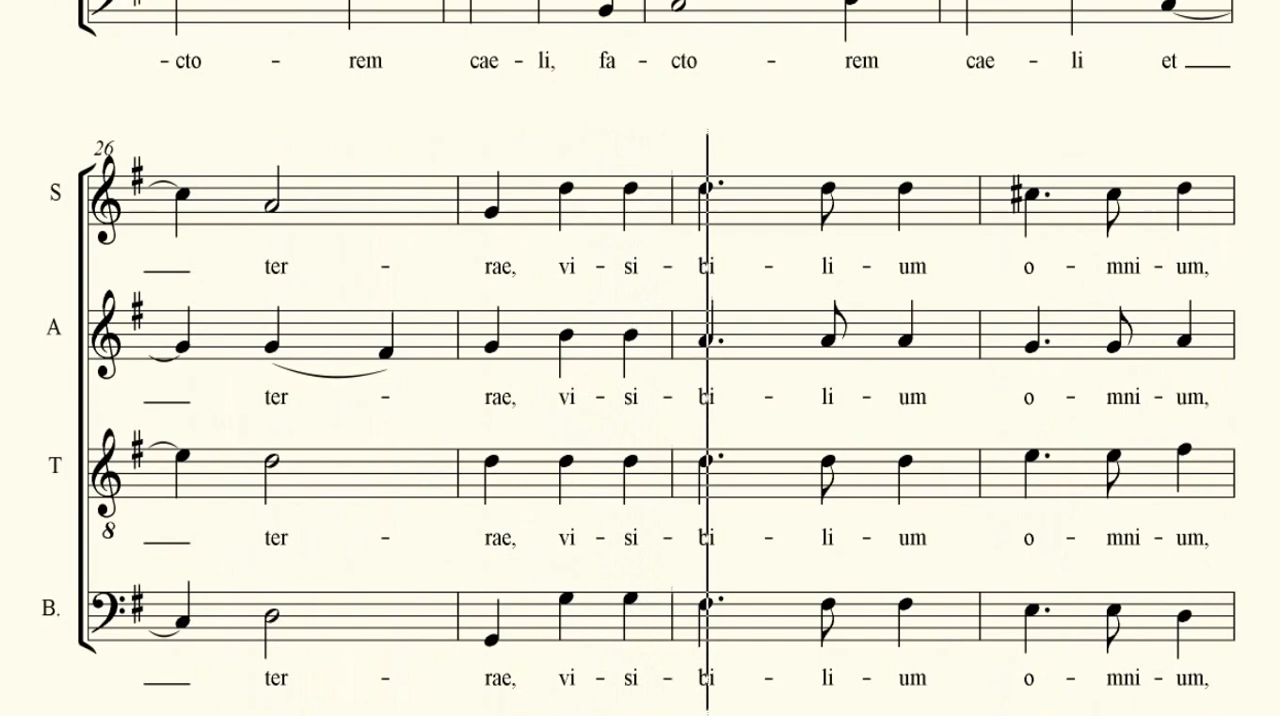 - cto - rem cae - li, fa - cto - rem cae - li et
26
S
ter - rae, vi - si - bi - li - um o - mni - um,
A
ter - rae, vi - si - bi - li - um o - mni - um,
T
8
ter - rae, vi - si - bi - li - um o - mni - um,
B.
ter - rae, vi - si - bi - li - um o - mni - um,